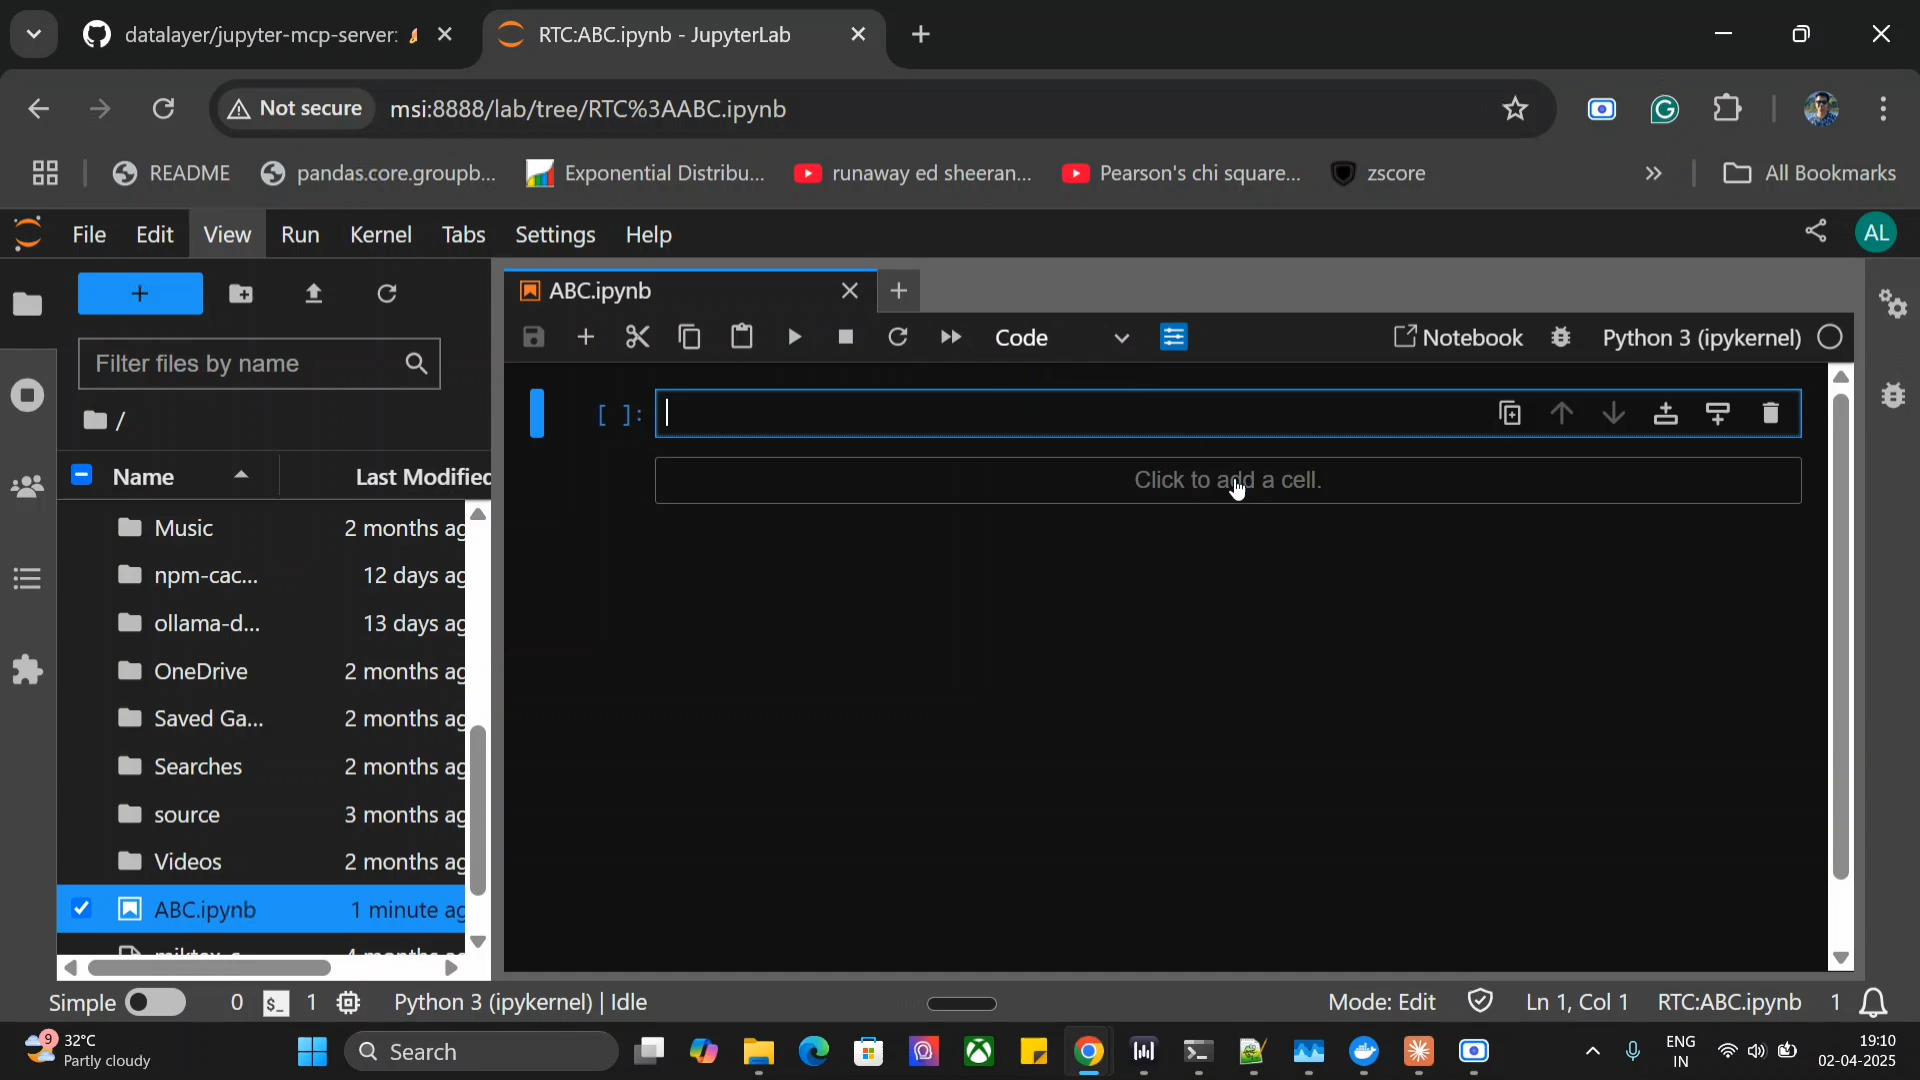 datalayer/jupyter-mcp-server:
RTC:ABC.ipynb - JupyterLab
Not secure
msi:8888/lab/tree/RTC%3AABC.ipynb
README
pandas.core.groupb...
Exponential Distribu...
runaway ed sheeran...
Pearson's chi square...
zscore
All Bookmarks
File Edit View Run Kernel Tabs Settings Help
AL
ABC.ipynb
Code
Notebook
Python 3 (ipykernel)
Filter files by name
/
[ ]:
Click to add a cell.
Name
Last Modified
Music 2 months ag
npm-cac... 12 days ag
ollama-d... 13 days ag
OneDrive 2 months ag
Saved Ga... 2 months ag
Searches 2 months ag
source 3 months ag
Videos 2 months ag
ABC.ipynb 1 minute ag
Simple 0 $_ 1 Python 3 (ipykernel) | Idle
Mode: Edit Ln 1, Col 1 RTC:ABC.ipynb 1
9
32°C
Partly cloudy
Search
ENG
IN
19:10
02-04-2025